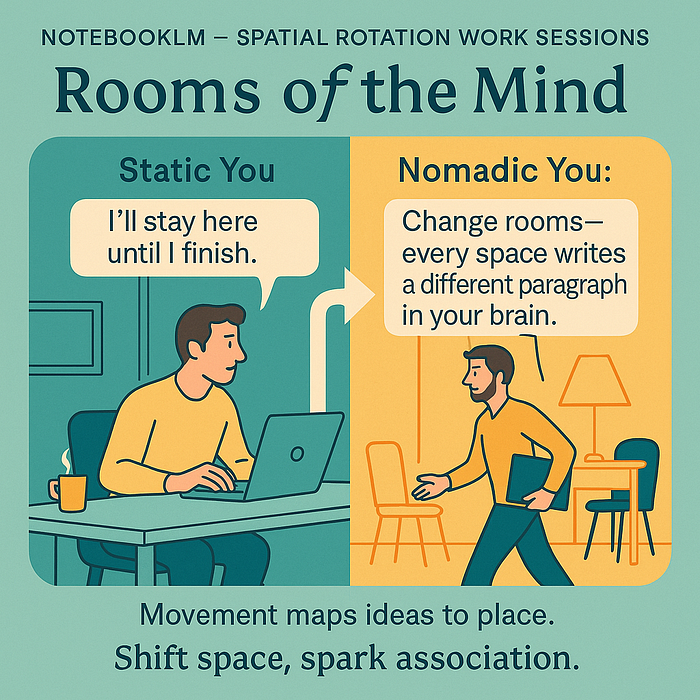 NOTEBOOKLM – SPATIAL ROTATION WORK SESSIONS
Rooms of the Mind
Static You
I'll stay here
until I finish.
Nomadic You:
Change rooms—
every space writes
a different paragraph
in your brain.
Movement maps ideas to place.
Shift space, spark association.